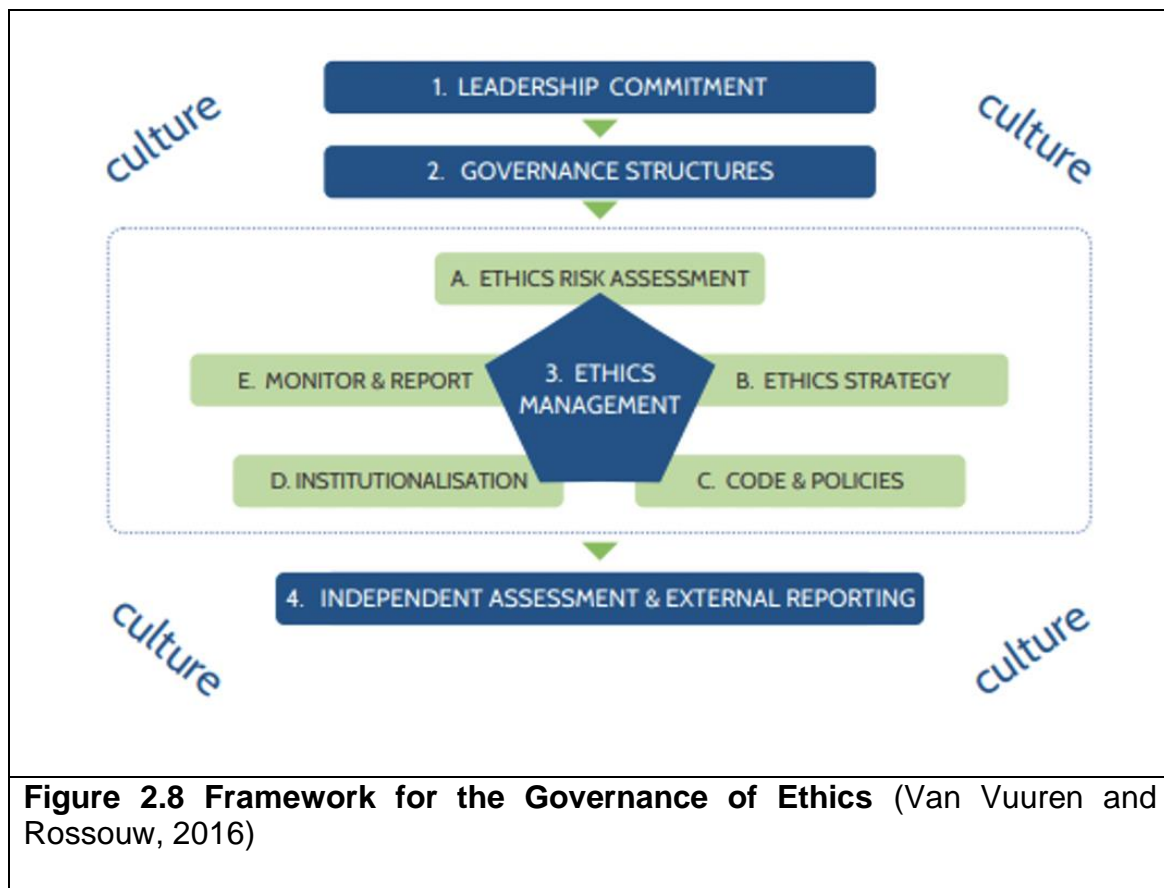 culture
1. LEADERSHIP COMMITMENT
culture
2. GOVERNANCE STRUCTURES
A. ETHICS RISK ASSESSMENT
E. MONITOR & REPORT
3. ETHICS
MANAGEMENT
B. ETHICS STRATEGY
D. INSTITUTIONALISATION
C. CODE & POLICIES
4. INDEPENDENT ASSESSMENT & EXTERNAL REPORTING
culture
culture
Figure 2.8 Framework for the Governance of Ethics (Van Vuuren and
Rossouw, 2016)